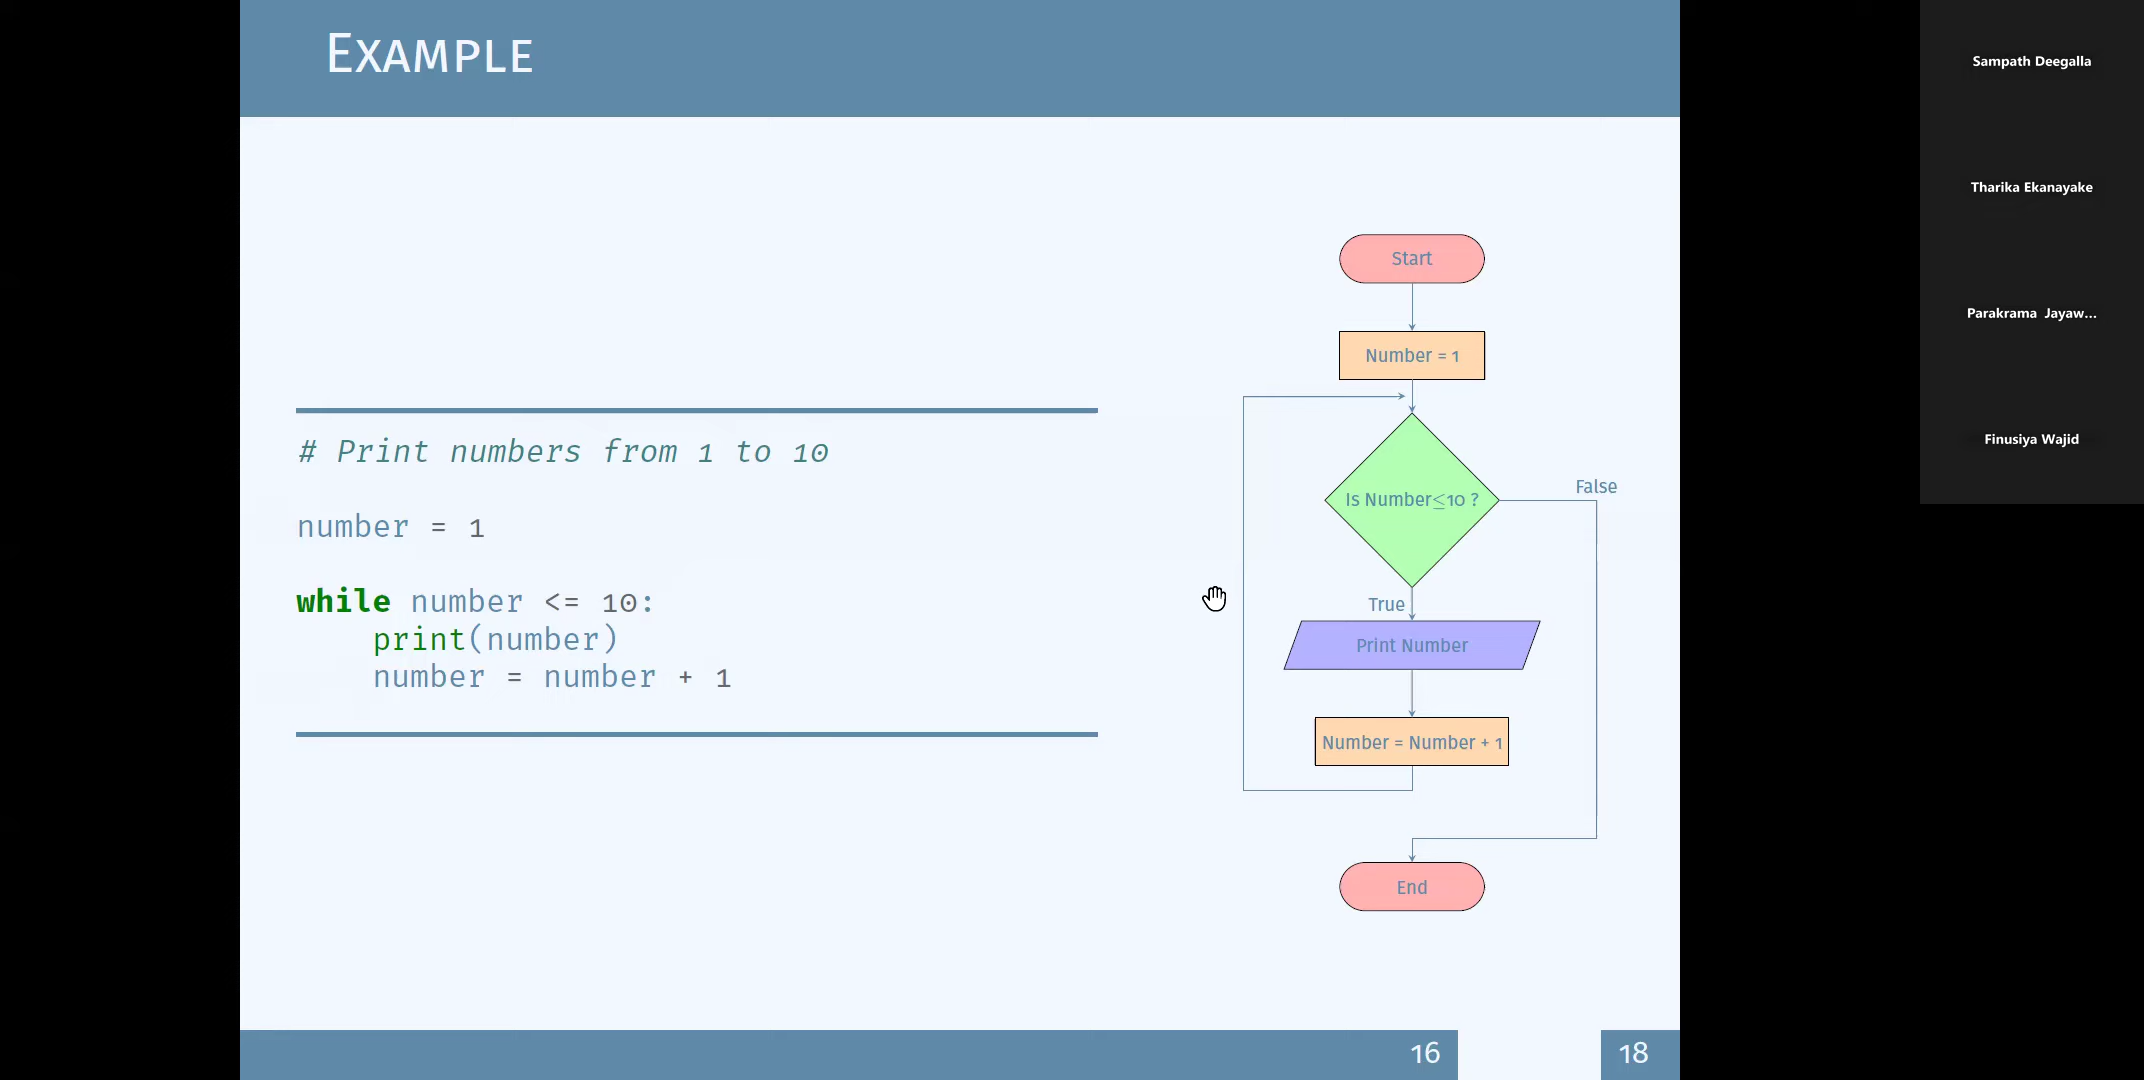 Example
# Print numbers from 1 to 10
number = 1
while number <= 10:
    print(number)
    number = number + 1
Start
Number = 1
Is Number≤10 ?
False
True
Print Number
Number = Number + 1
End
16
18
Sampath Deegalla
Tharika Ekanayake
Parakrama Jayaw...
Finusiya Wajid